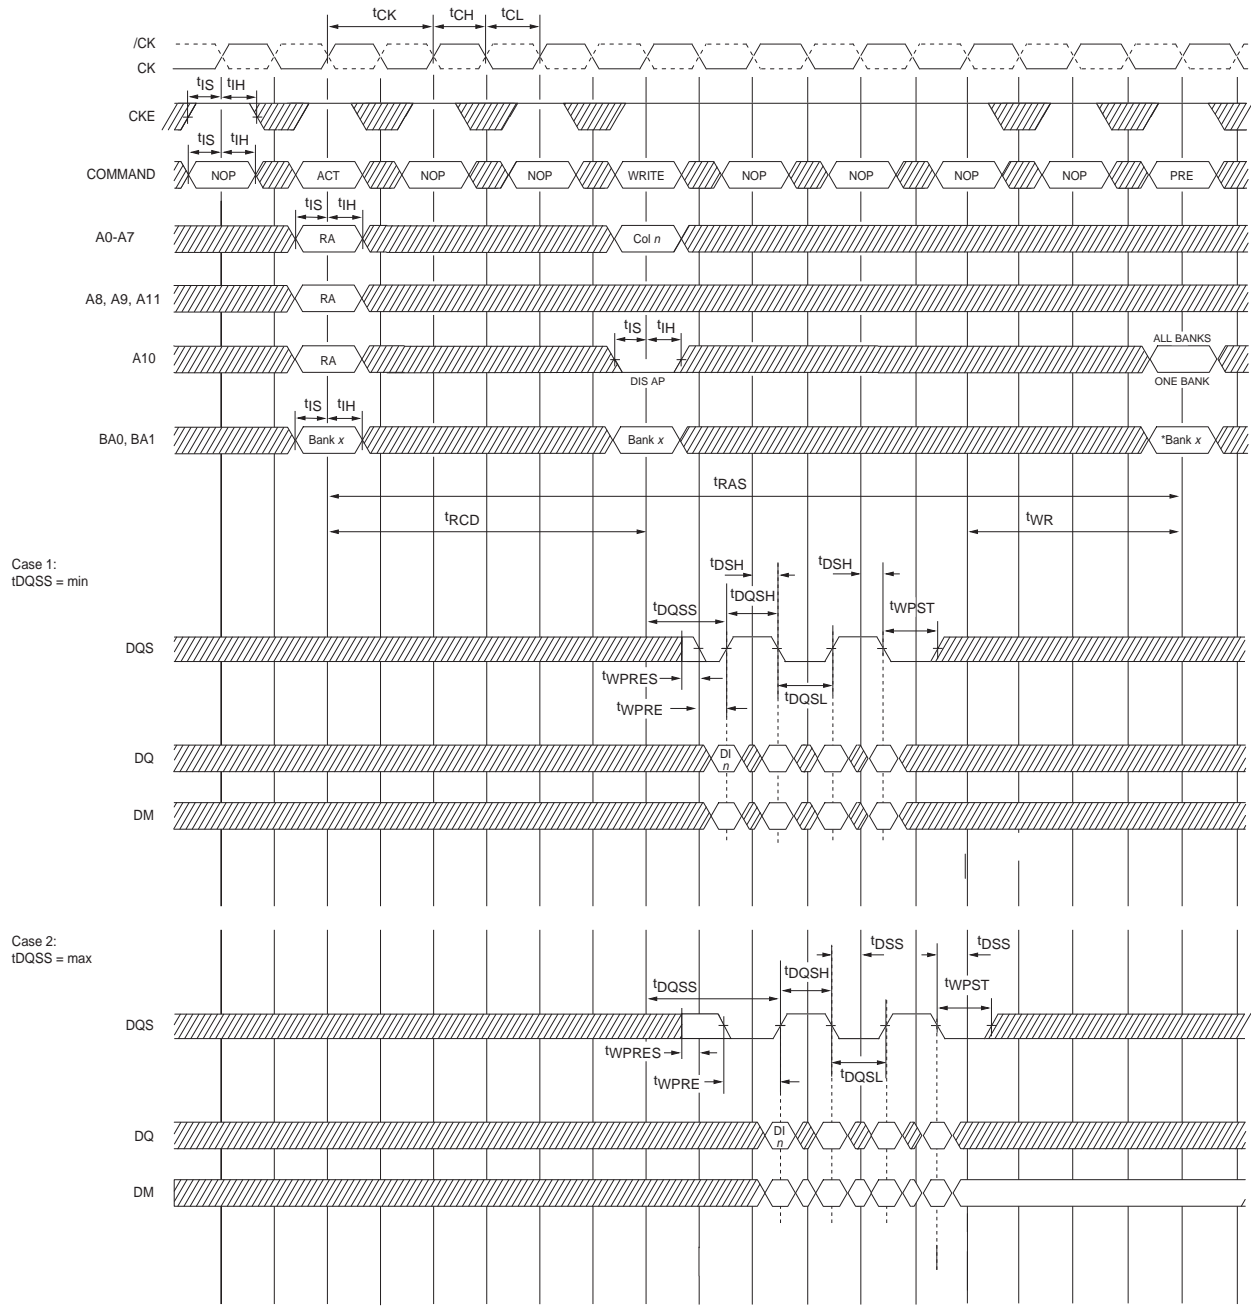 tCK tCH tCL
/CK
CK
tIS tIH
CKE
tIS tIH
COMMAND NOP ACT NOP NOP WRITE NOP NOP NOP NOP PRE
tIS tIH
A0-A7 RA Col n
A8, A9, A11 RA
tIS tIH ALL BANKS
A10 RA
DIS AP ONE BANK
tIS tIH
BA0, BA1 Bank x Bank x *Bank x
tRAS
tRCD tWR
Case 1:
tDQSS = min
tDSH tDSH
tDQSS tDQSH tWPST
DQS
tWPRES tDQSL
tWPRE
DQ DI
n
DM
Case 2:
tDQSS = max
tDSS tDSS
tDQSS tDQSH tWPST
DQS
tWPRES
tWPRE tDQSL
DQ DI
n
DM